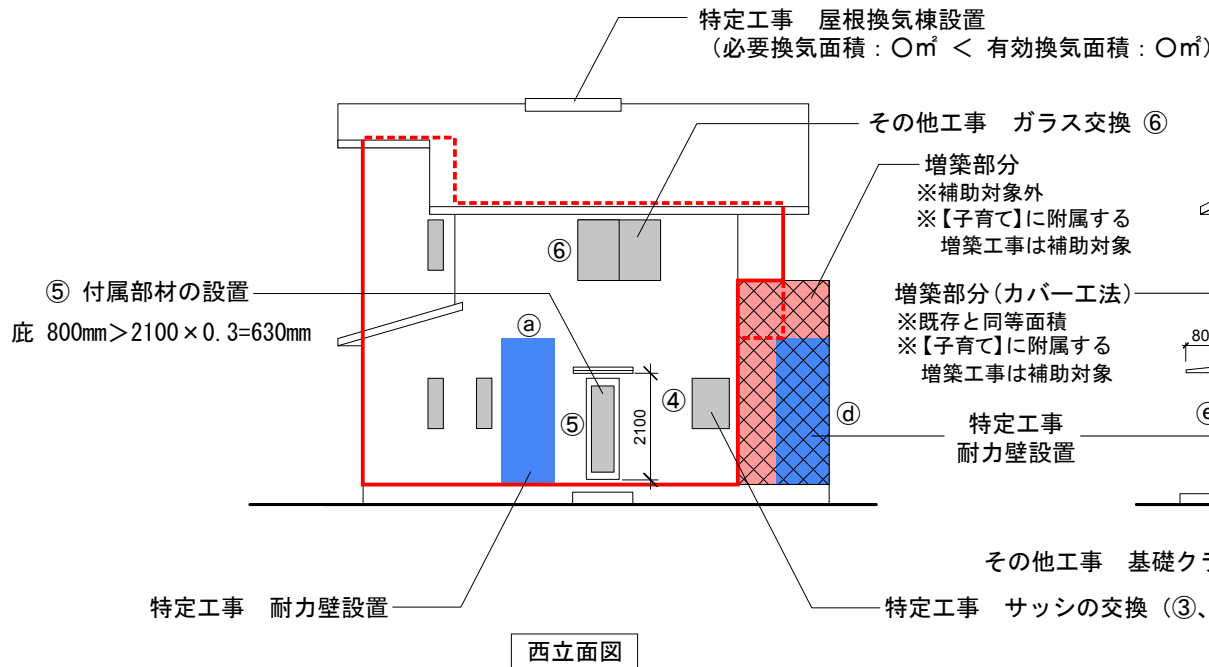 特定工事　屋根換気棟設置
（必要換気面積：〇㎡ ＜ 有効換気面積：〇㎡）
その他工事　ガラス交換 ⑥
増築部分
※補助対象外
※【子育て】に附属する
増築工事は補助対象
⑥
⑤ 付属部材の設置
庇 800mm＞2100×0.3=630mm
増築部分(カバー工法)
※既存と同等面積
※【子育て】に附属する
増築工事は補助対象
80
ⓐ
④
⑤
2100
ⓓ
ⓔ
特定工事
耐力壁設置
その他工事　基礎クラ
特定工事　耐力壁設置
特定工事　サッシの交換（③、
西立面図